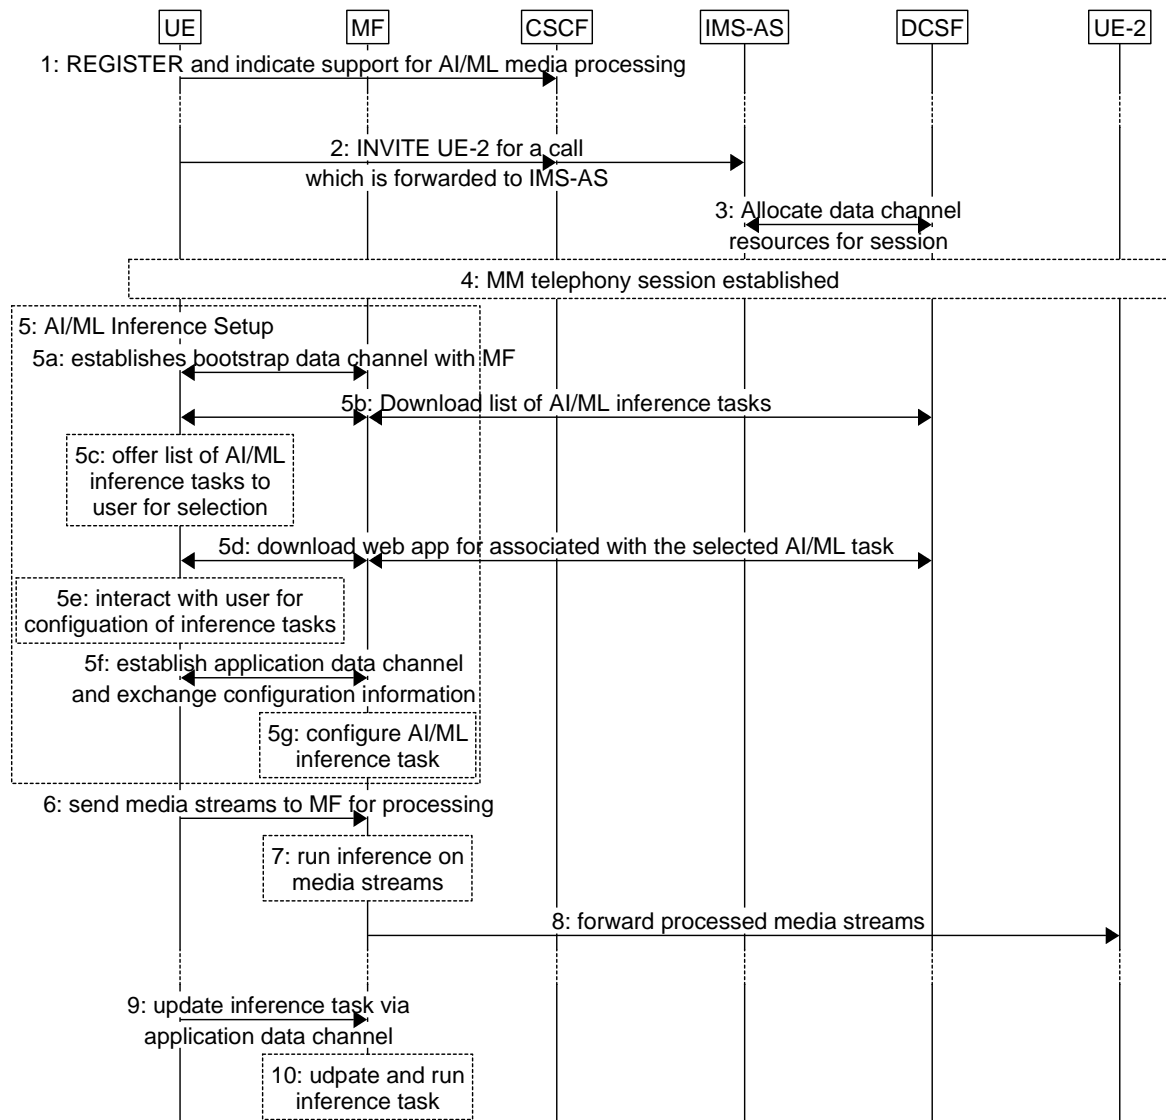 UE
MF
CSCF
IMS-AS
DCSF
UE-2
1: REGISTER and indicate support for AI/ML media processing
2: INVITE UE-2 for a call
which is forwarded to IMS-AS
3: Allocate data channel
resources for session
4: MM telephony session established
5: AI/ML Inference Setup
5a: establishes bootstrap data channel with MF
5b: Download list of AI/ML inference tasks
5c: offer list of AI/ML
inference tasks to
user for selection
5d: download web app for associated with the selected AI/ML task
5e: interact with user for
configuation of inference tasks
5f: establish application data channel
and exchange configuration information
5g: configure AI/ML
inference task
6: send media streams to MF for processing
7: run inference on
media streams
8: forward processed media streams
9: update inference task via
application data channel
10: udpate and run
inference task